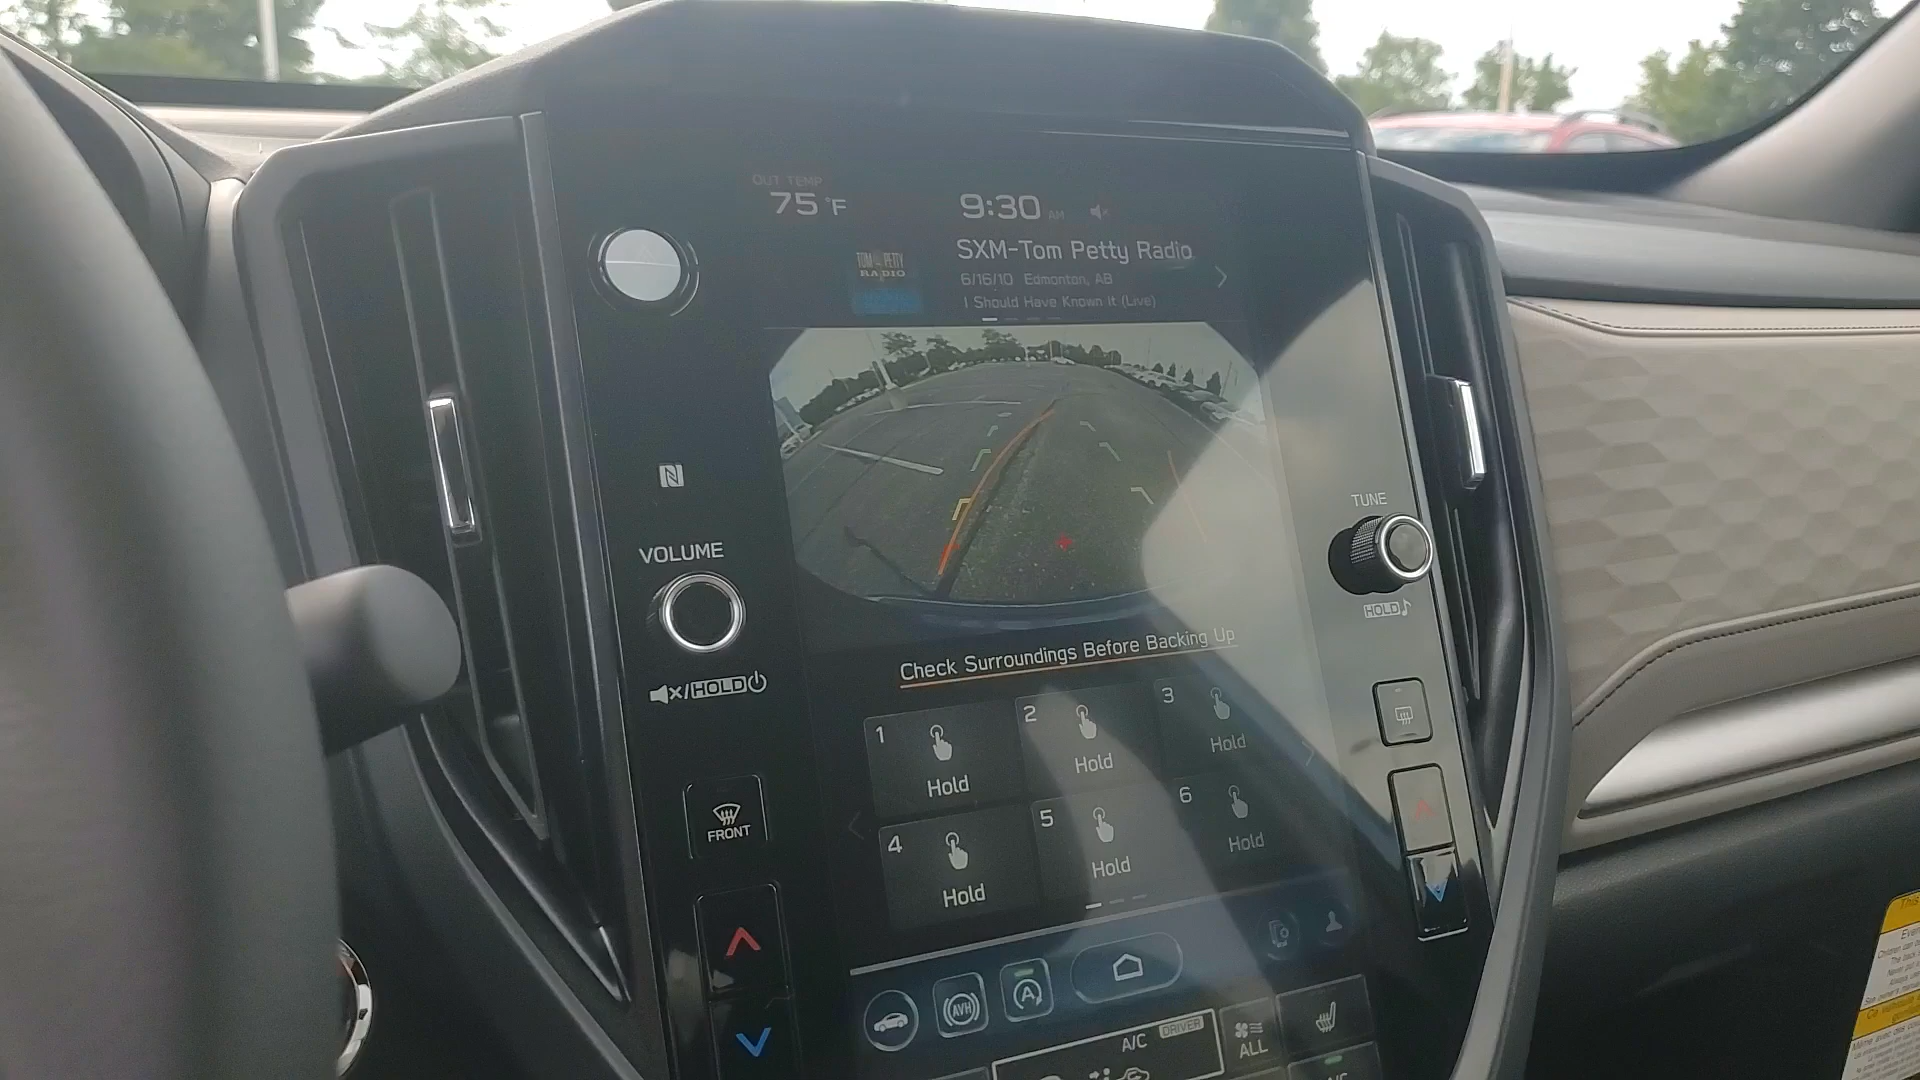 OUT TEMP
75 °F
9:30 AM
TOM PETTY
RADIO
SXM-Tom Petty Radio
6/16/10 Edmonton, AB
I Should Have Known It (Live)
VOLUME
TUNE
HOLD
/HOLD
Check Surroundings Before Backing Up
1
Hold
2
Hold
3
Hold
4
Hold
5
Hold
6
Hold
FRONT
AVH
A
A/C
DRIVER
ALL